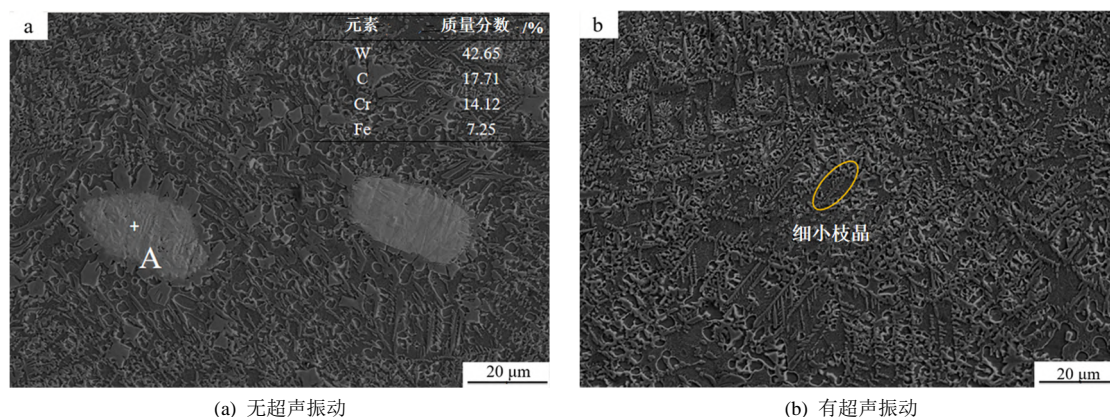 a
元素 质量分数 /%
W 42.65
C 17.71
Cr 14.12
Fe 7.25
A
20 μm
(a) 无超声振动
b
细小枝晶
20 μm
(b) 有超声振动